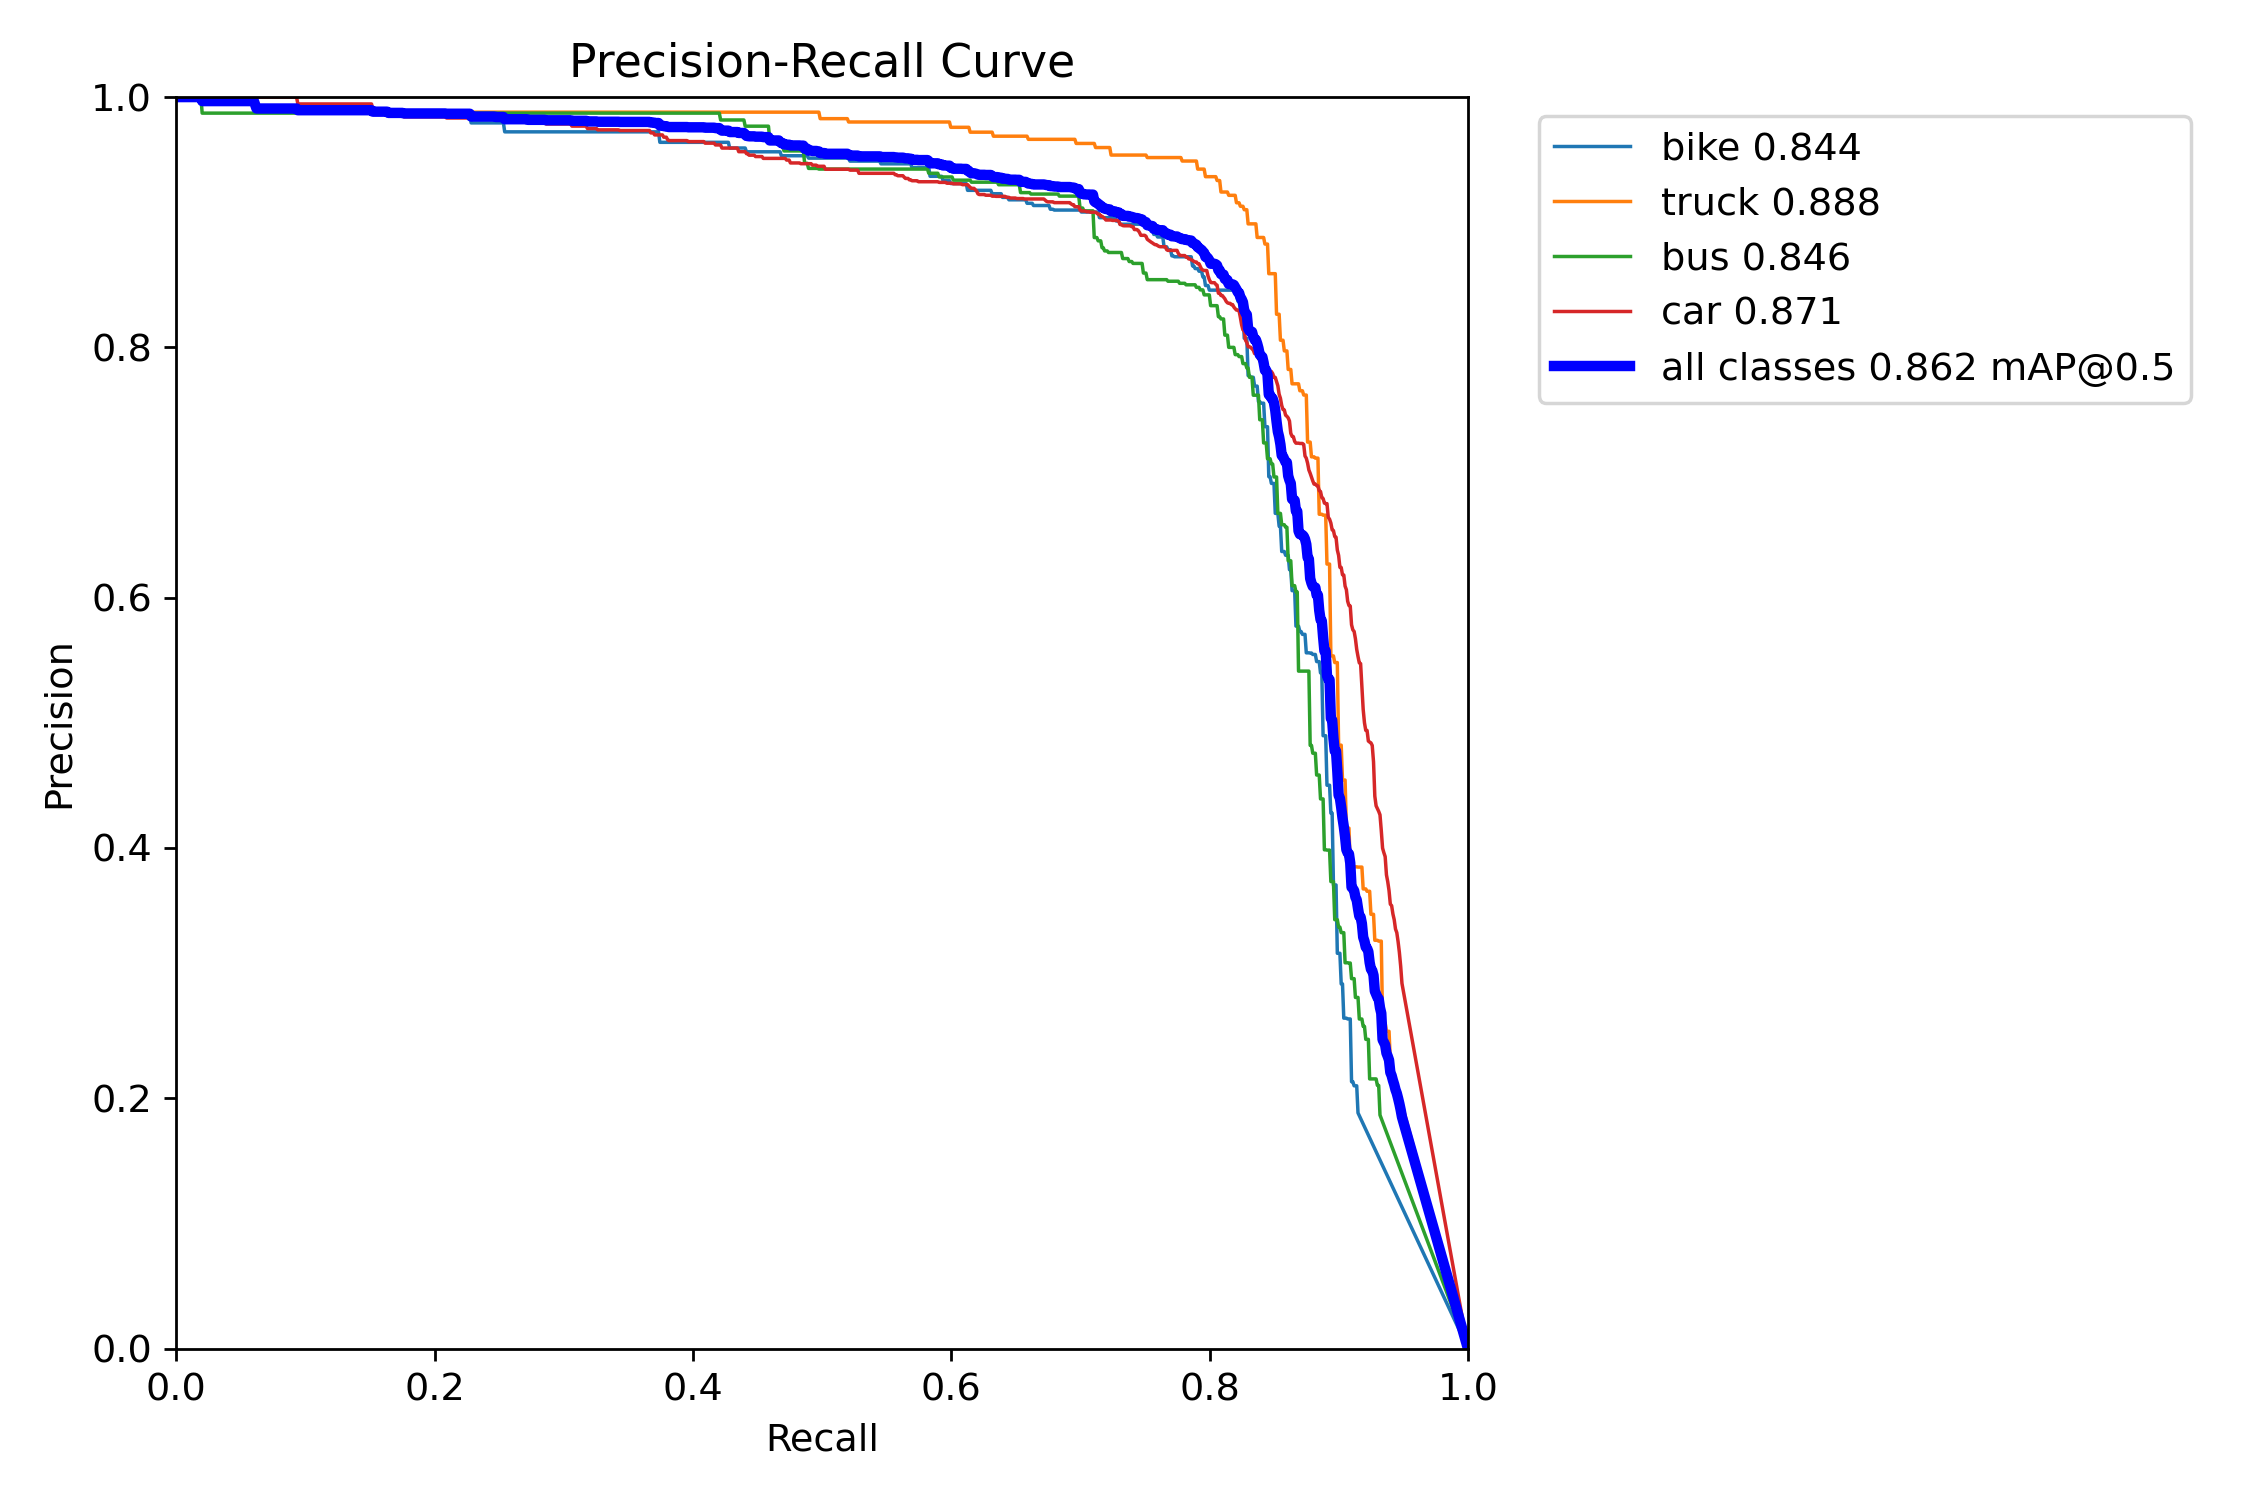 Precision-Recall Curve
1.0
0.8
0.6
0.4
0.2
0.0
Precision
0.0 0.2 0.4 0.6 0.8 1.0
Recall
bike 0.844
truck 0.888
bus 0.846
car 0.871
all classes 0.862 mAP@0.5